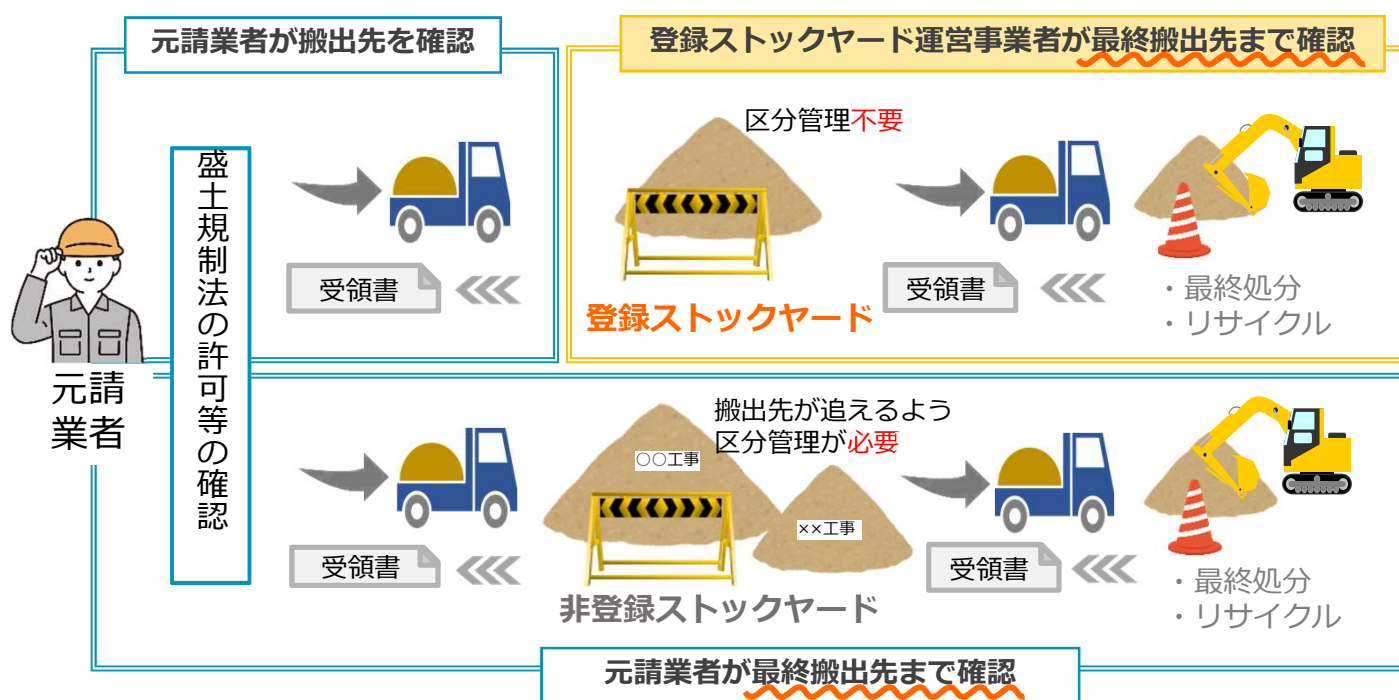 元請業者が搬出先を確認
登録ストックヤード運営事業者が最終搬出先まで確認
盛土規制法の許可等の確認
元請
業者
受領書
区分管理不要
登録ストックヤード
受領書
・最終処分
・リサイクル
搬出先が追えるよう
区分管理が必要
○○工事
××工事
受領書
非登録ストックヤード
受領書
・最終処分
・リサイクル
元請業者が最終搬出先まで確認